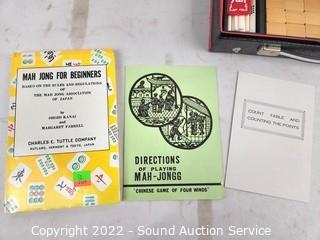 MAH JONG FOR BEGINNERS
BASED ON THE RULES AND REGULATIONS
OF
THE MAH JONG ASSOCIATION
OF JAPAN
by
SHOZO KANAI
and
MARGARET FARRELL
CHARLES E. TUTTLE COMPANY
RUTLAND, VERMONT & TOKYO, JAPAN
DIRECTIONS
OF PLAYING
MAH-JONGG
"CHINESE GAME OF FOUR WINDS"
COUNT TABLE AND
COUNTING THE POINTS
Copyright 2022 - Sound Auction Service